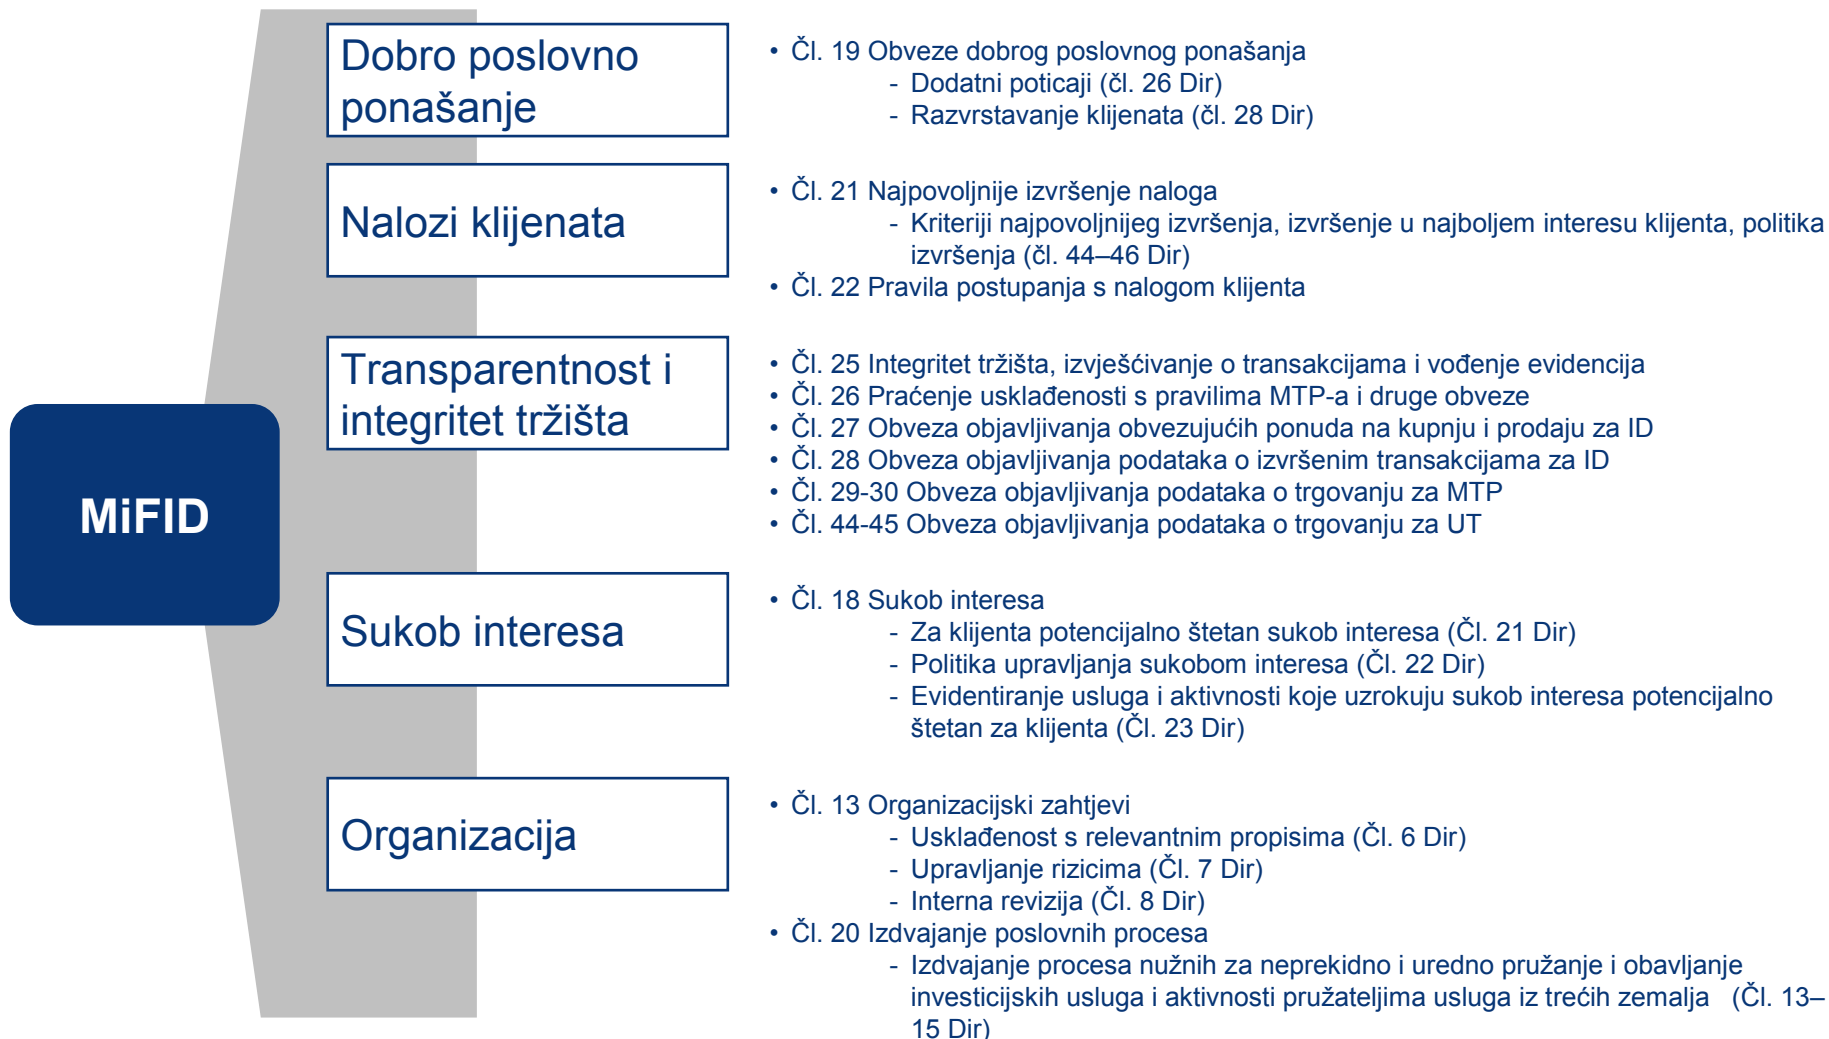 Dobro poslovno
ponašanje
• Čl. 19 Obveze dobrog poslovnog ponašanja
- Dodatni poticaji (čl. 26 Dir)
- Razvrstavanje klijenata (čl. 28 Dir)
Nalozi klijenata
• Čl. 21 Najpovoljnije izvršenje naloga
- Kriteriji najpovoljnijeg izvršenja, izvršenje u najboljem interesu klijenta, politika
izvršenja (čl. 44–46 Dir)
• Čl. 22 Pravila postupanja s nalogom klijenta
Transparentnost i
integritet tržišta
• Čl. 25 Integritet tržišta, izvješćivanje o transakcijama i vođenje evidencija
• Čl. 26 Praćenje usklađenosti s pravilima MTP-a i druge obveze
• Čl. 27 Obveza objavljivanja obvezujućih ponuda na kupnju i prodaju za ID
• Čl. 28 Obveza objavljivanja podataka o izvršenim transakcijama za ID
• Čl. 29-30 Obveza objavljivanja podataka o trgovanju za MTP
• Čl. 44-45 Obveza objavljivanja podataka o trgovanju za UT
MiFID
Sukob interesa
• Čl. 18 Sukob interesa
- Za klijenta potencijalno štetan sukob interesa (Čl. 21 Dir)
- Politika upravljanja sukobom interesa (Čl. 22 Dir)
- Evidentiranje usluga i aktivnosti koje uzrokuju sukob interesa potencijalno
štetan za klijenta (Čl. 23 Dir)
Organizacija
• Čl. 13 Organizacijski zahtjevi
- Usklađenost s relevantnim propisima (Čl. 6 Dir)
- Upravljanje rizicima (Čl. 7 Dir)
- Interna revizija (Čl. 8 Dir)
• Čl. 20 Izdvajanje poslovnih procesa
- Izdvajanje procesa nužnih za neprekidno i uredno pružanje i obavljanje
investicijskih usluga i aktivnosti pružateljima usluga iz trećih zemalja (Čl. 13–
15 Dir)